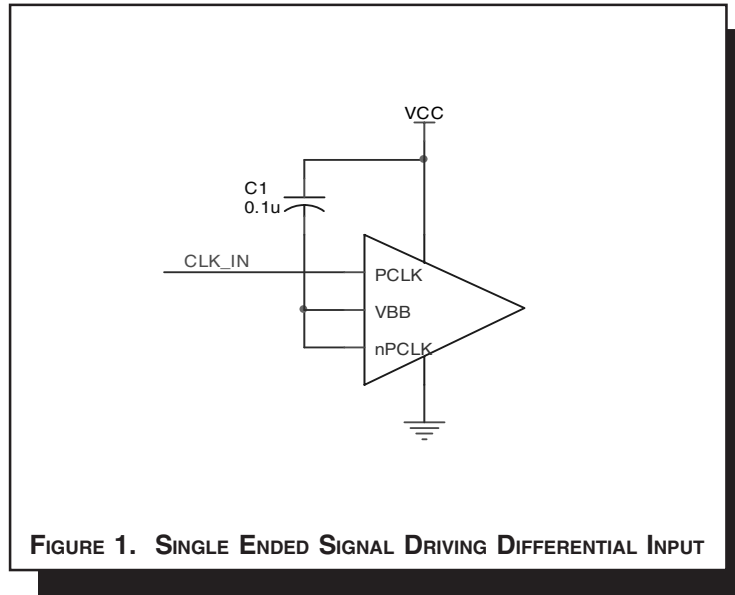 VCC
C1
0.1u
CLK_IN
PCLK
VBB
nPCLK
FIGURE 1. SINGLE ENDED SIGNAL DRIVING DIFFERENTIAL INPUT